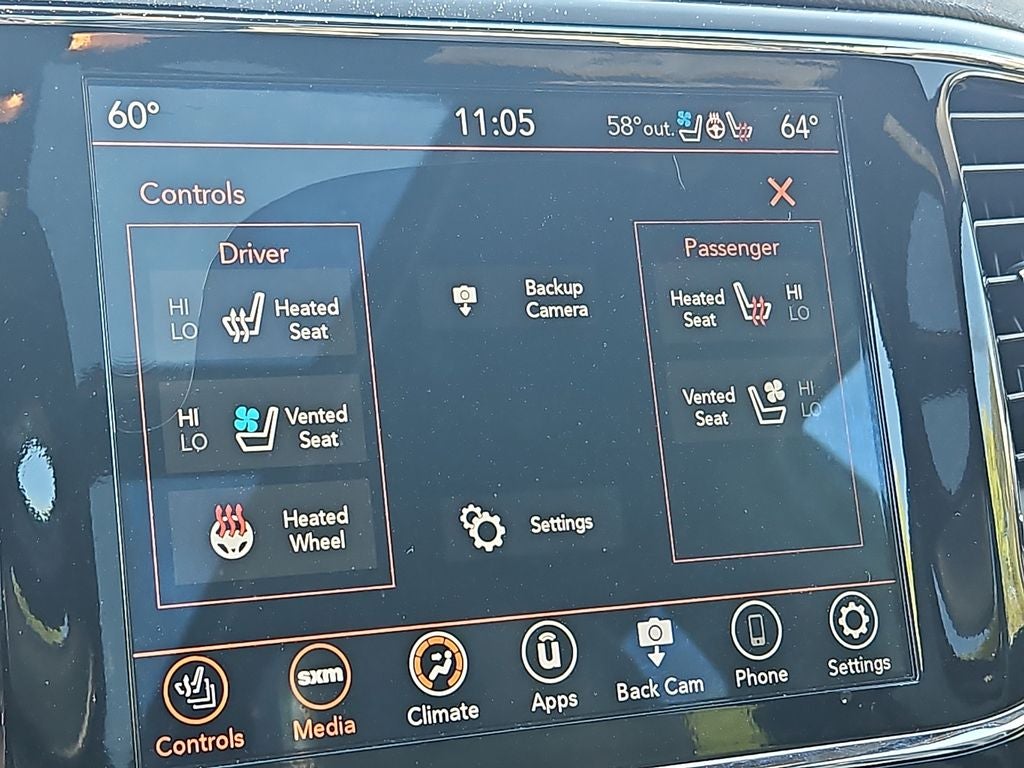 60° 11:05 58°out. 64°
Controls
Driver
HI
LO
Heated
Seat
HI
LO
Vented
Seat
Heated
Wheel
Backup
Camera
Settings
Passenger
Heated
Seat
HI
LO
Vented
Seat
HI
LO
Controls
sxm
Media
Climate
Apps
Back Cam
Phone
Settings